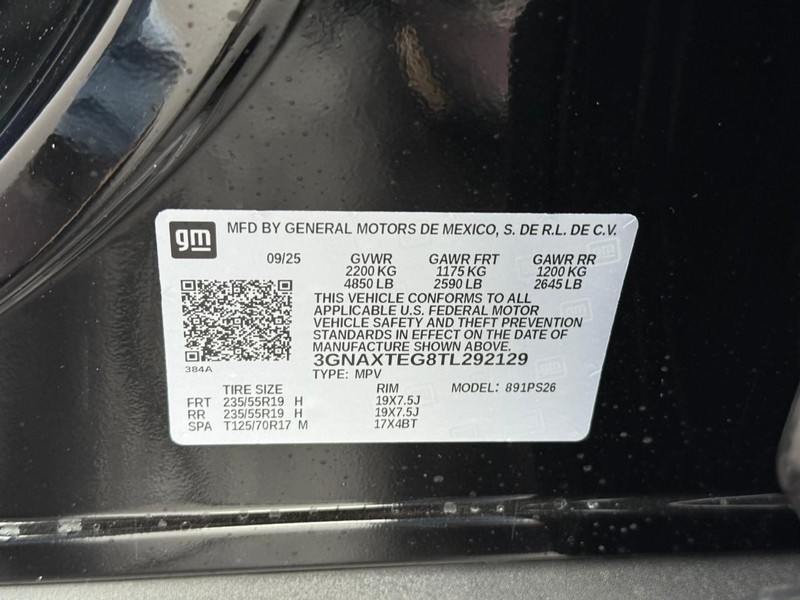 gm MFD BY GENERAL MOTORS DE MEXICO, S. DE R.L. DE C.V.
09/25 GVWR GAWR FRT GAWR RR
2200 KG 1175 KG 1200 KG
4850 LB 2590 LB 2645 LB
THIS VEHICLE CONFORMS TO ALL
APPLICABLE U.S. FEDERAL MOTOR
VEHICLE SAFETY AND THEFT PREVENTION
STANDARDS IN EFFECT ON THE DATE OF
MANUFACTURE SHOWN ABOVE.
3GNAXTEG8TL292129
384A
TYPE: MPV
TIRE SIZE RIM MODEL: 891PS26
FRT 235/55R19 H 19X7.5J
RR 235/55R19 H 19X7.5J
SPA T125/70R17 M 17X4BT